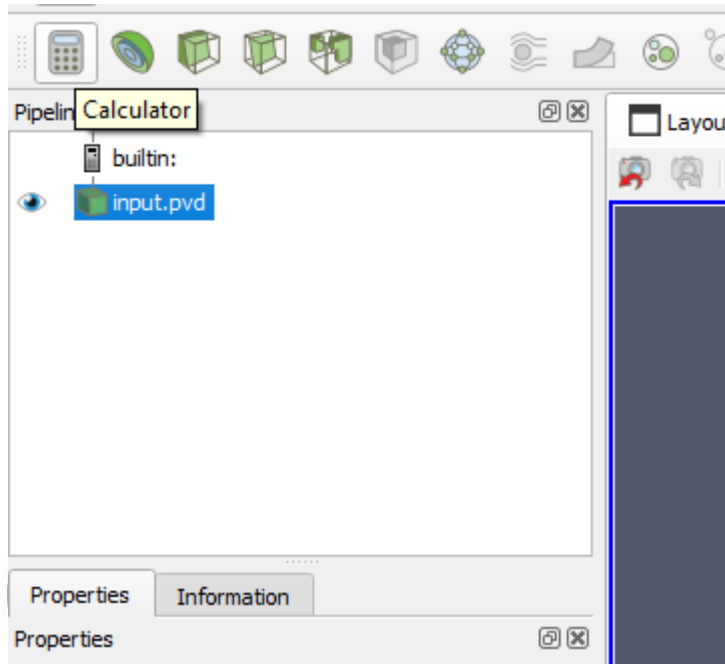 Pipelin
Calculator
Layou
builtin:
input.pvd
Properties
Information
Properties